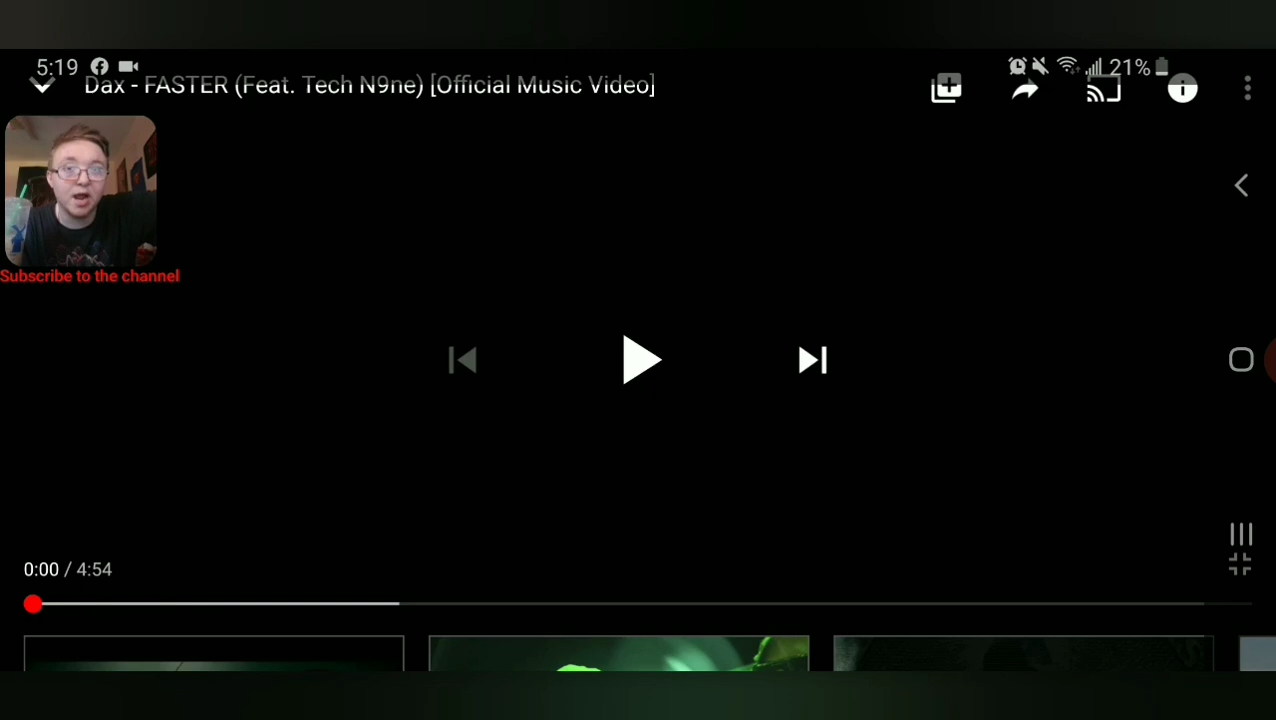 5:19
21%
Dax - FASTER (Feat. Tech N9ne) [Official Music Video]
Subscribe to the channel
0:00 / 4:54